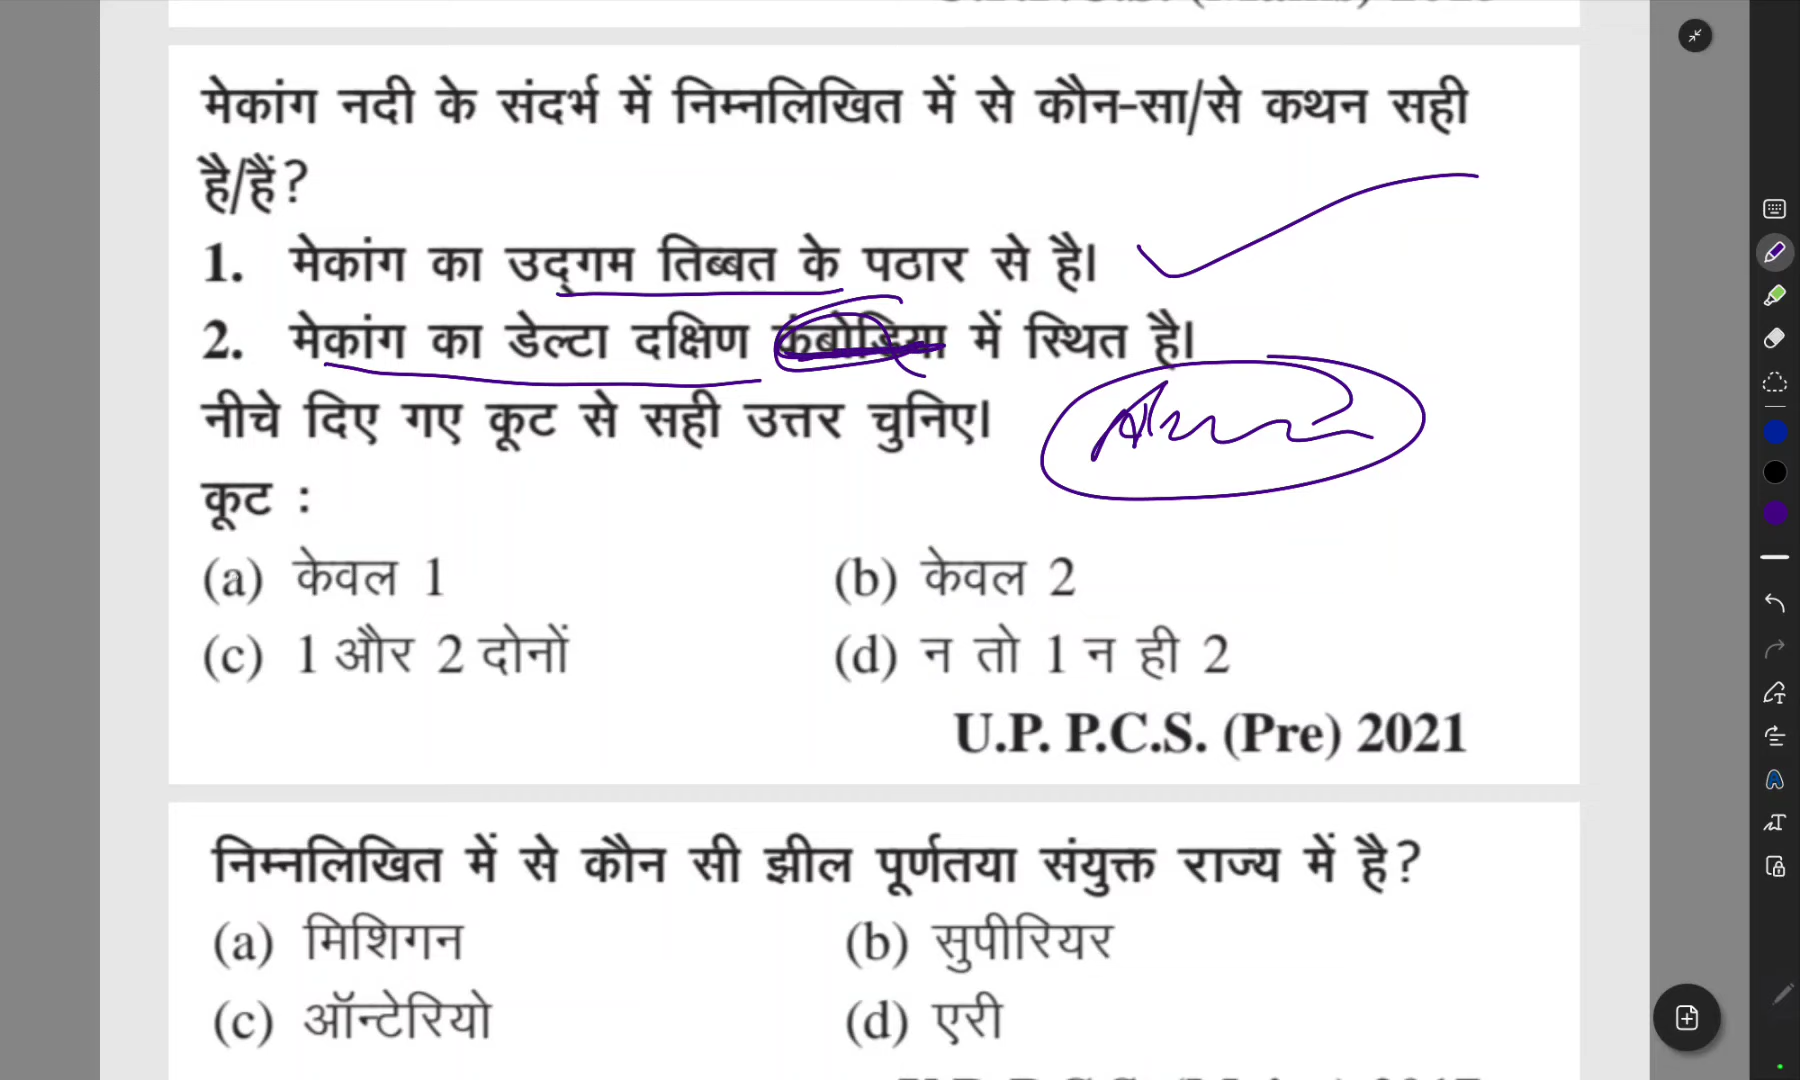 मेकांग नदी के संदर्भ में निम्नलिखित में से कौन-सा/से कथन सही
है/हैं?
1. मेकांग का उद्गम तिब्बत के पठार से है।
2. मेकांग का डेल्टा दक्षिण कंबोडिया में स्थित है।
नीचे दिए गए कूट से सही उत्तर चुनिए।
कूट :
(a) केवल 1 (b) केवल 2
(c) 1 और 2 दोनों (d) न तो 1 न ही 2
U.P. P.C.S. (Pre) 2021
निम्नलिखित में से कौन सी झील पूर्णतया संयुक्त राज्य में है?
(a) मिशिगन (b) सुपीरियर
(c) ऑन्टेरियो (d) एरी